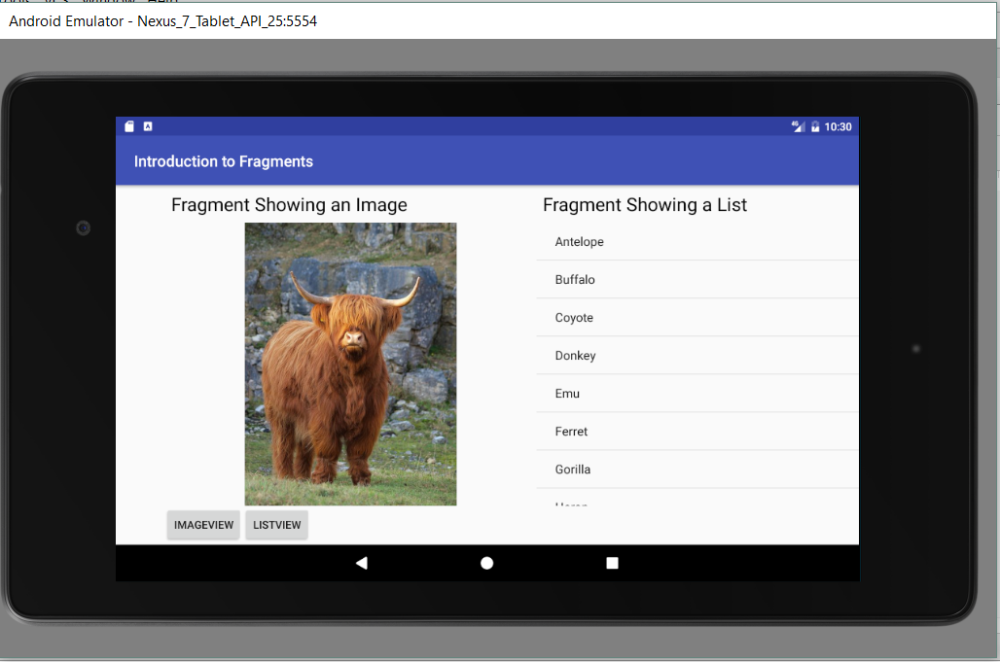 Android Emulator - Nexus_7_Tablet_API_25:5554
10:30
Introduction to Fragments
Fragment Showing an Image
Fragment Showing a List
Antelope
Buffalo
Coyote
Donkey
Emu
Ferret
Gorilla
IMAGEVIEW
LISTVIEW